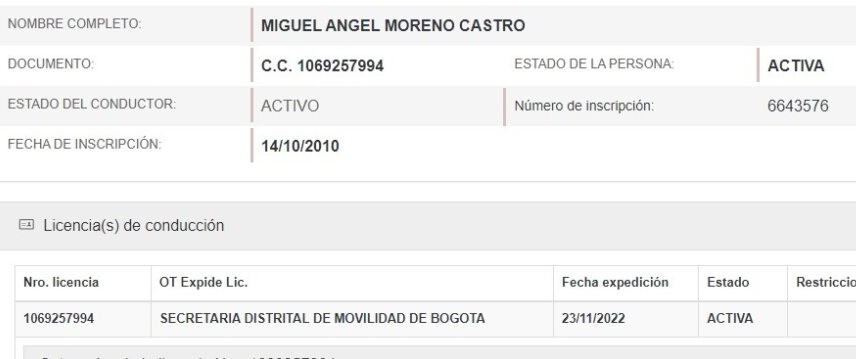 NOMBRE COMPLETO: MIGUEL ANGEL MORENO CASTRO
DOCUMENTO: C.C. 1069257994 ESTADO DE LA PERSONA: ACTIVA
ESTADO DEL CONDUCTOR: ACTIVO Número de inscripción: 6643576
FECHA DE INSCRIPCIÓN: 14/10/2010
Licencia(s) de conducción
Nro. licencia OT Expide Lic. Fecha expedición Estado Restriccio
1069257994 SECRETARIA DISTRITAL DE MOVILIDAD DE BOGOTA 23/11/2022 ACTIVA